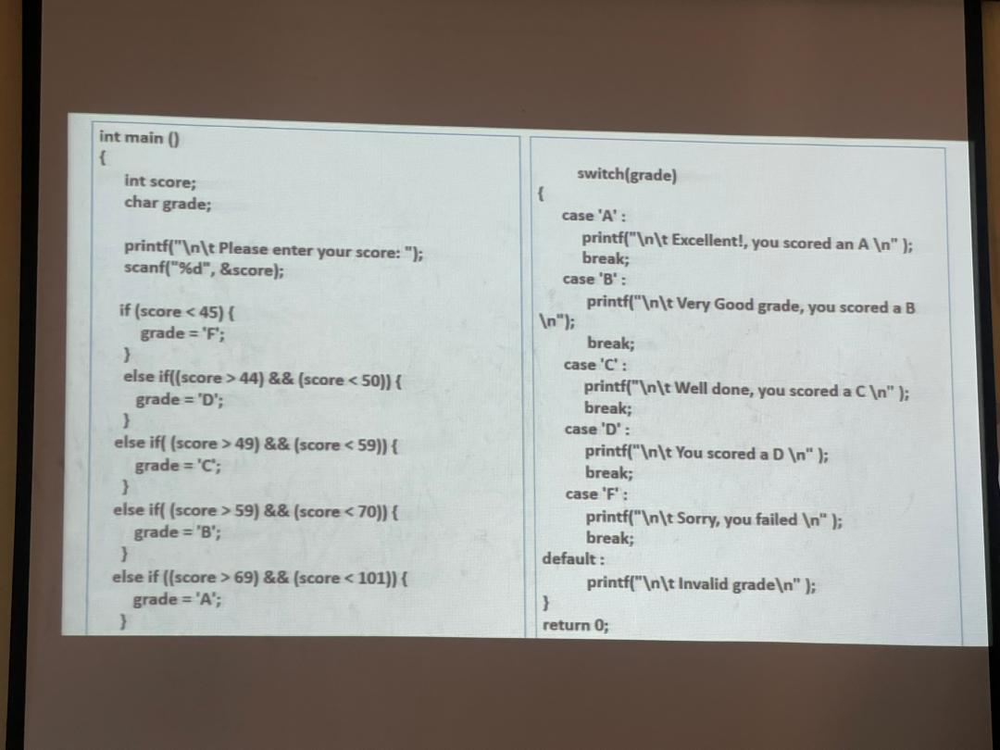 int main ()
{
int score;
char grade;
printf("\n\t Please enter your score: ");
scanf("%d", &score);
if (score < 45) {
grade = 'F';
}
else if((score > 44) && (score < 50)) {
grade = 'D';
}
else if( (score > 49) && (score < 59)) {
grade = 'C';
}
else if( (score > 59) && (score < 70)) {
grade = 'B';
}
else if ((score > 69) && (score < 101)) {
grade = 'A';
}
switch(grade)
{
case 'A' :
printf("\n\t Excellent!, you scored an A \n" );
break;
case 'B' :
printf("\n\t Very Good grade, you scored a B
\n");
break;
case 'C' :
printf("\n\t Well done, you scored a C \n" );
break;
case 'D' :
printf("\n\t You scored a D \n" );
break;
case 'F' :
printf("\n\t Sorry, you failed \n" );
break;
default :
printf("\n\t Invalid grade\n" );
}
return 0;